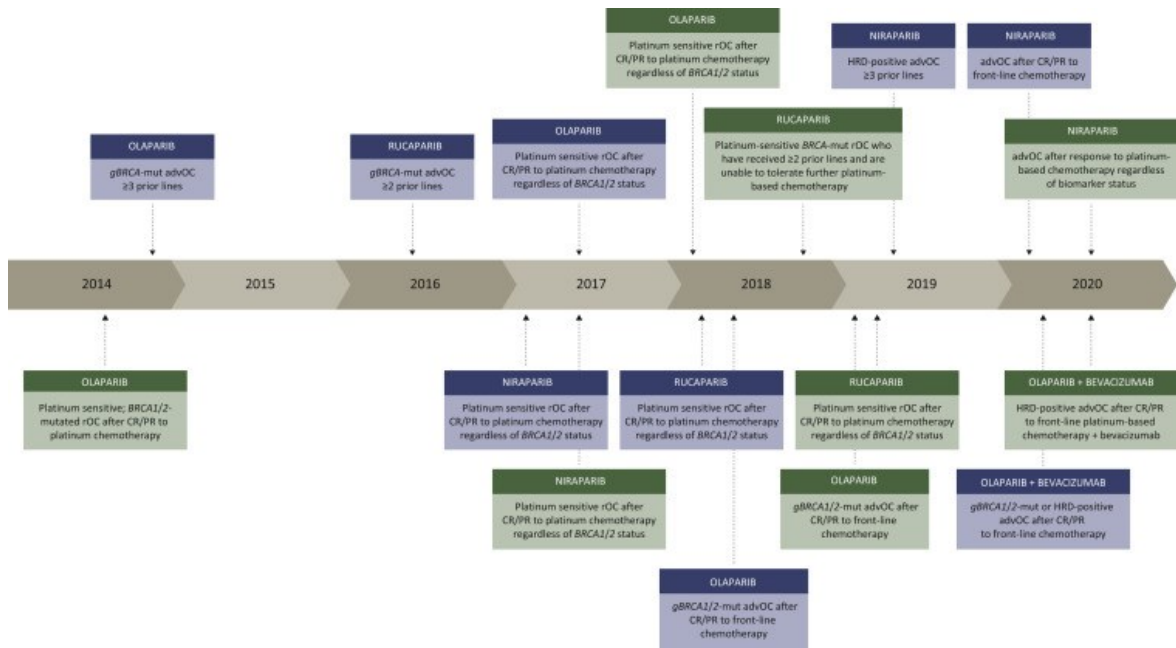 OLAPARIB
Platinum sensitive rOC after
CR/PR to platinum chemotherapy
regardless of BRCA1/2 status
NIRAPARIB
HRD-positive advOC
≥3 prior lines
NIRAPARIB
advOC after CR/PR to
front-line chemotherapy
OLAPARIB
gBRCA-mut advOC
≥3 prior lines
RUCAPARIB
gBRCA-mut advOC
≥2 prior lines
OLAPARIB
Platinum sensitive rOC after
CR/PR to platinum chemotherapy
regardless of BRCA1/2 status
RUCAPARIB
Platinum-sensitive BRCA-mut rOC who
have received ≥2 prior lines and are
unable to tolerate further platinum-
based chemotherapy
NIRAPARIB
advOC after response to platinum-
based chemotherapy regardless
of biomarker status
2014
2015
2016
2017
2018
2019
2020
OLAPARIB
Platinum sensitive; BRCA1/2-
mutated rOC after CR/PR to
platinum chemotherapy
NIRAPARIB
Platinum sensitive rOC after
CR/PR to platinum chemotherapy
regardless of BRCA1/2 status
RUCAPARIB
Platinum sensitive rOC after
CR/PR to platinum chemotherapy
regardless of BRCA1/2 status
RUCAPARIB
Platinum sensitive rOC after
CR/PR to platinum chemotherapy
regardless of BRCA1/2 status
OLAPARIB + BEVACIZUMAB
HRD-positive advOC after CR/PR
to front-line platinum-based
chemotherapy + bevacizumab
NIRAPARIB
Platinum sensitive rOC after
CR/PR to platinum chemotherapy
regardless of BRCA1/2 status
OLAPARIB
gBRCA1/2-mut advOC after
CR/PR to front-line
chemotherapy
OLAPARIB + BEVACIZUMAB
gBRCA1/2-mut or HRD-positive
advOC after CR/PR
to front-line chemotherapy
OLAPARIB
gBRCA1/2-mut advOC after
CR/PR to front-line
chemotherapy